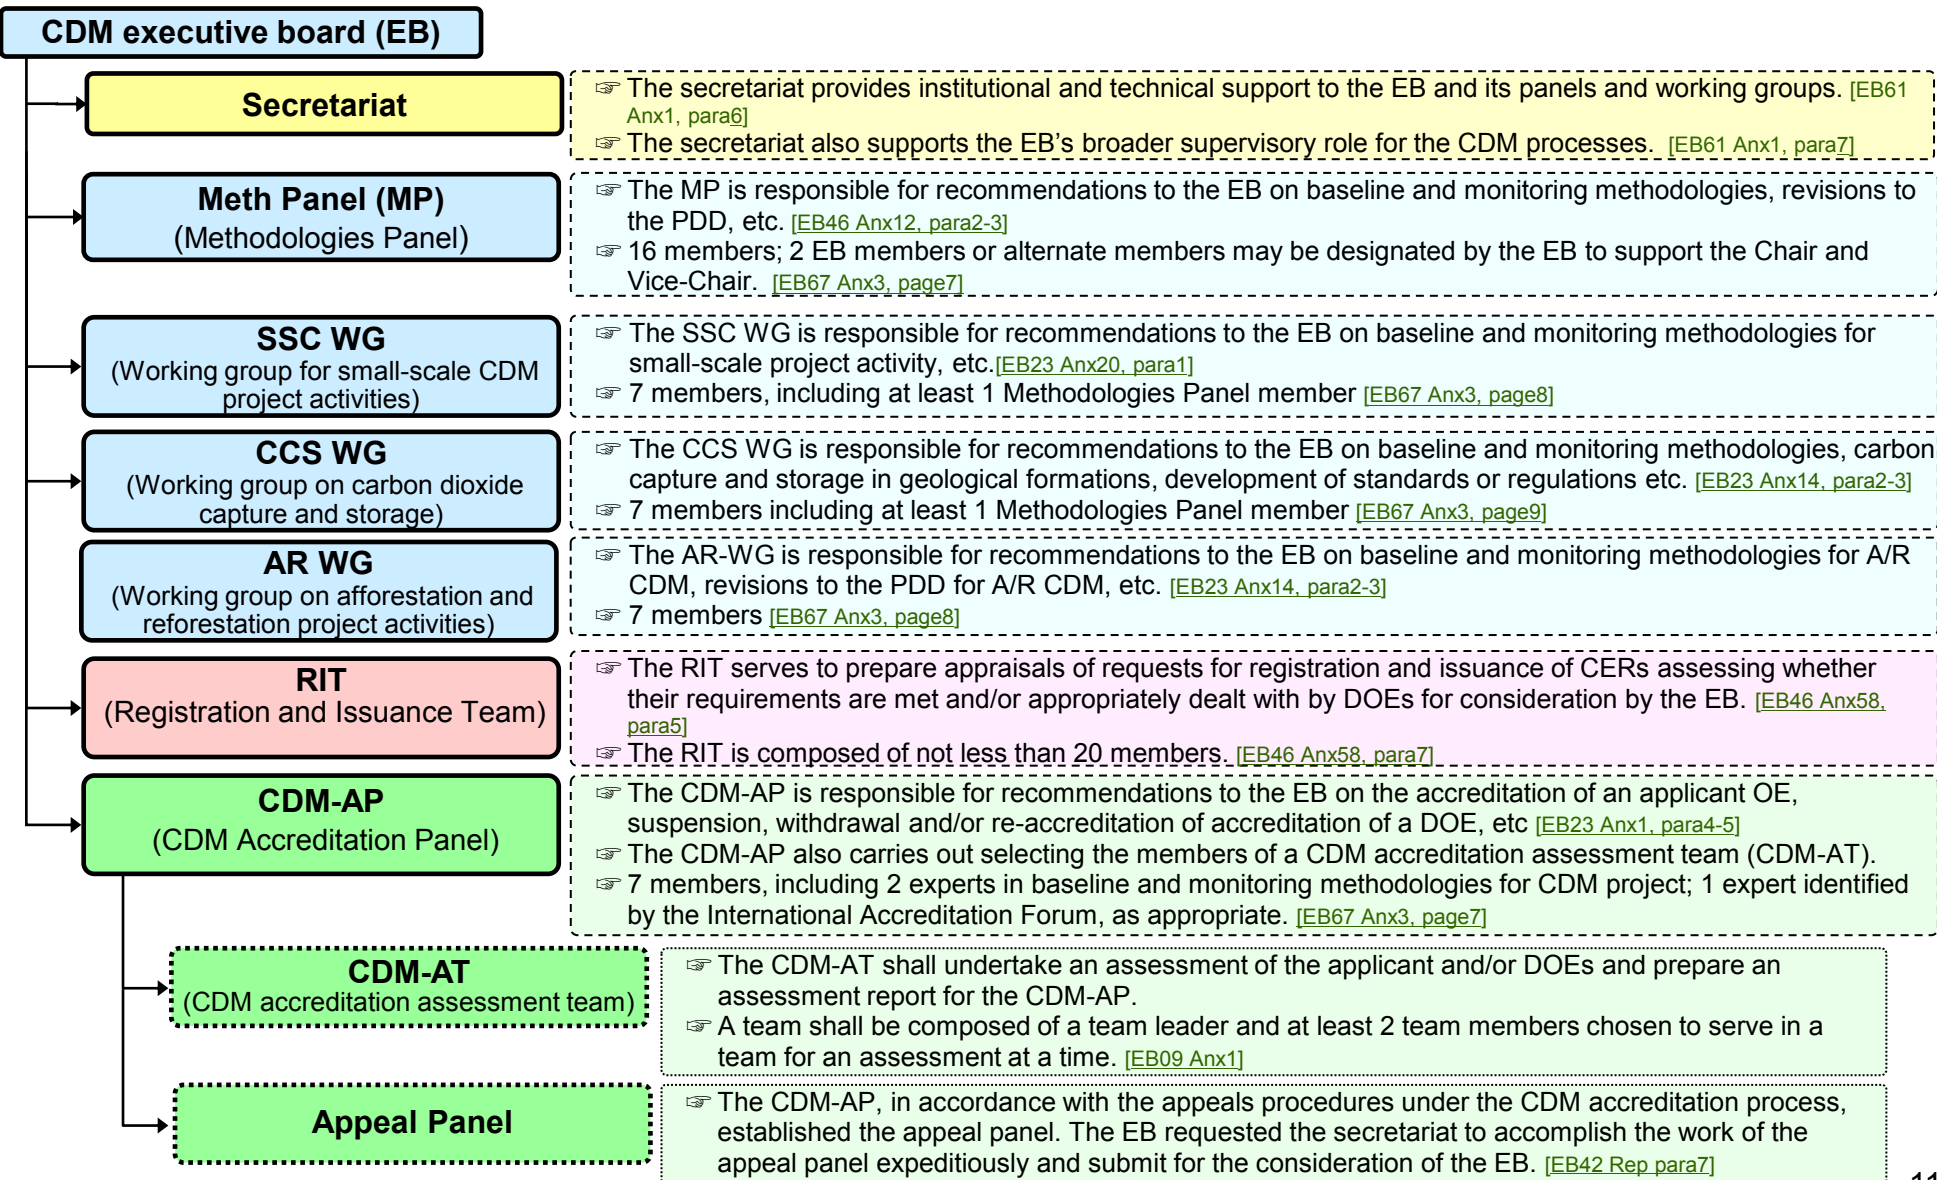 CDM executive board (EB)
Secretariat
☞ The secretariat provides institutional and technical support to the EB and its panels and working groups. [EB61
Anx1, para6]
☞ The secretariat also supports the EB's broader supervisory role for the CDM processes. [EB61 Anx1, para7]
Meth Panel (MP)
(Methodologies Panel)
☞ The MP is responsible for recommendations to the EB on baseline and monitoring methodologies, revisions to
the PDD, etc. [EB46 Anx12, para2-3]
☞ 16 members; 2 EB members or alternate members may be designated by the EB to support the Chair and
Vice-Chair. [EB67 Anx3, page7]
SSC WG
(Working group for small-scale CDM
project activities)
☞ The SSC WG is responsible for recommendations to the EB on baseline and monitoring methodologies for
small-scale project activity, etc.[EB23 Anx20, para1]
☞ 7 members, including at least 1 Methodologies Panel member [EB67 Anx3, page8]
CCS WG
(Working group on carbon dioxide
capture and storage)
☞ The CCS WG is responsible for recommendations to the EB on baseline and monitoring methodologies, carbon
capture and storage in geological formations, development of standards or regulations etc. [EB23 Anx14, para2-3]
☞ 7 members including at least 1 Methodologies Panel member [EB67 Anx3, page9]
AR WG
(Working group on afforestation and
reforestation project activities)
☞ The AR-WG is responsible for recommendations to the EB on baseline and monitoring methodologies for A/R
CDM, revisions to the PDD for A/R CDM, etc. [EB23 Anx14, para2-3]
☞ 7 members [EB67 Anx3, page8]
RIT
(Registration and Issuance Team)
☞ The RIT serves to prepare appraisals of requests for registration and issuance of CERs assessing whether
their requirements are met and/or appropriately dealt with by DOEs for consideration by the EB. [EB46 Anx58,
para5]
☞ The RIT is composed of not less than 20 members. [EB46 Anx58, para7]
CDM-AP
(CDM Accreditation Panel)
☞ The CDM-AP is responsible for recommendations to the EB on the accreditation of an applicant OE,
suspension, withdrawal and/or re-accreditation of accreditation of a DOE, etc [EB23 Anx1, para4-5]
☞ The CDM-AP also carries out selecting the members of a CDM accreditation assessment team (CDM-AT).
☞ 7 members, including 2 experts in baseline and monitoring methodologies for CDM project; 1 expert identified
by the International Accreditation Forum, as appropriate. [EB67 Anx3, page7]
CDM-AT
(CDM accreditation assessment team)
☞ The CDM-AT shall undertake an assessment of the applicant and/or DOEs and prepare an
assessment report for the CDM-AP.
☞ A team shall be composed of a team leader and at least 2 team members chosen to serve in a
team for an assessment at a time. [EB09 Anx1]
Appeal Panel
☞ The CDM-AP, in accordance with the appeals procedures under the CDM accreditation process,
established the appeal panel. The EB requested the secretariat to accomplish the work of the
appeal panel expeditiously and submit for the consideration of the EB. [EB42 Rep para7]